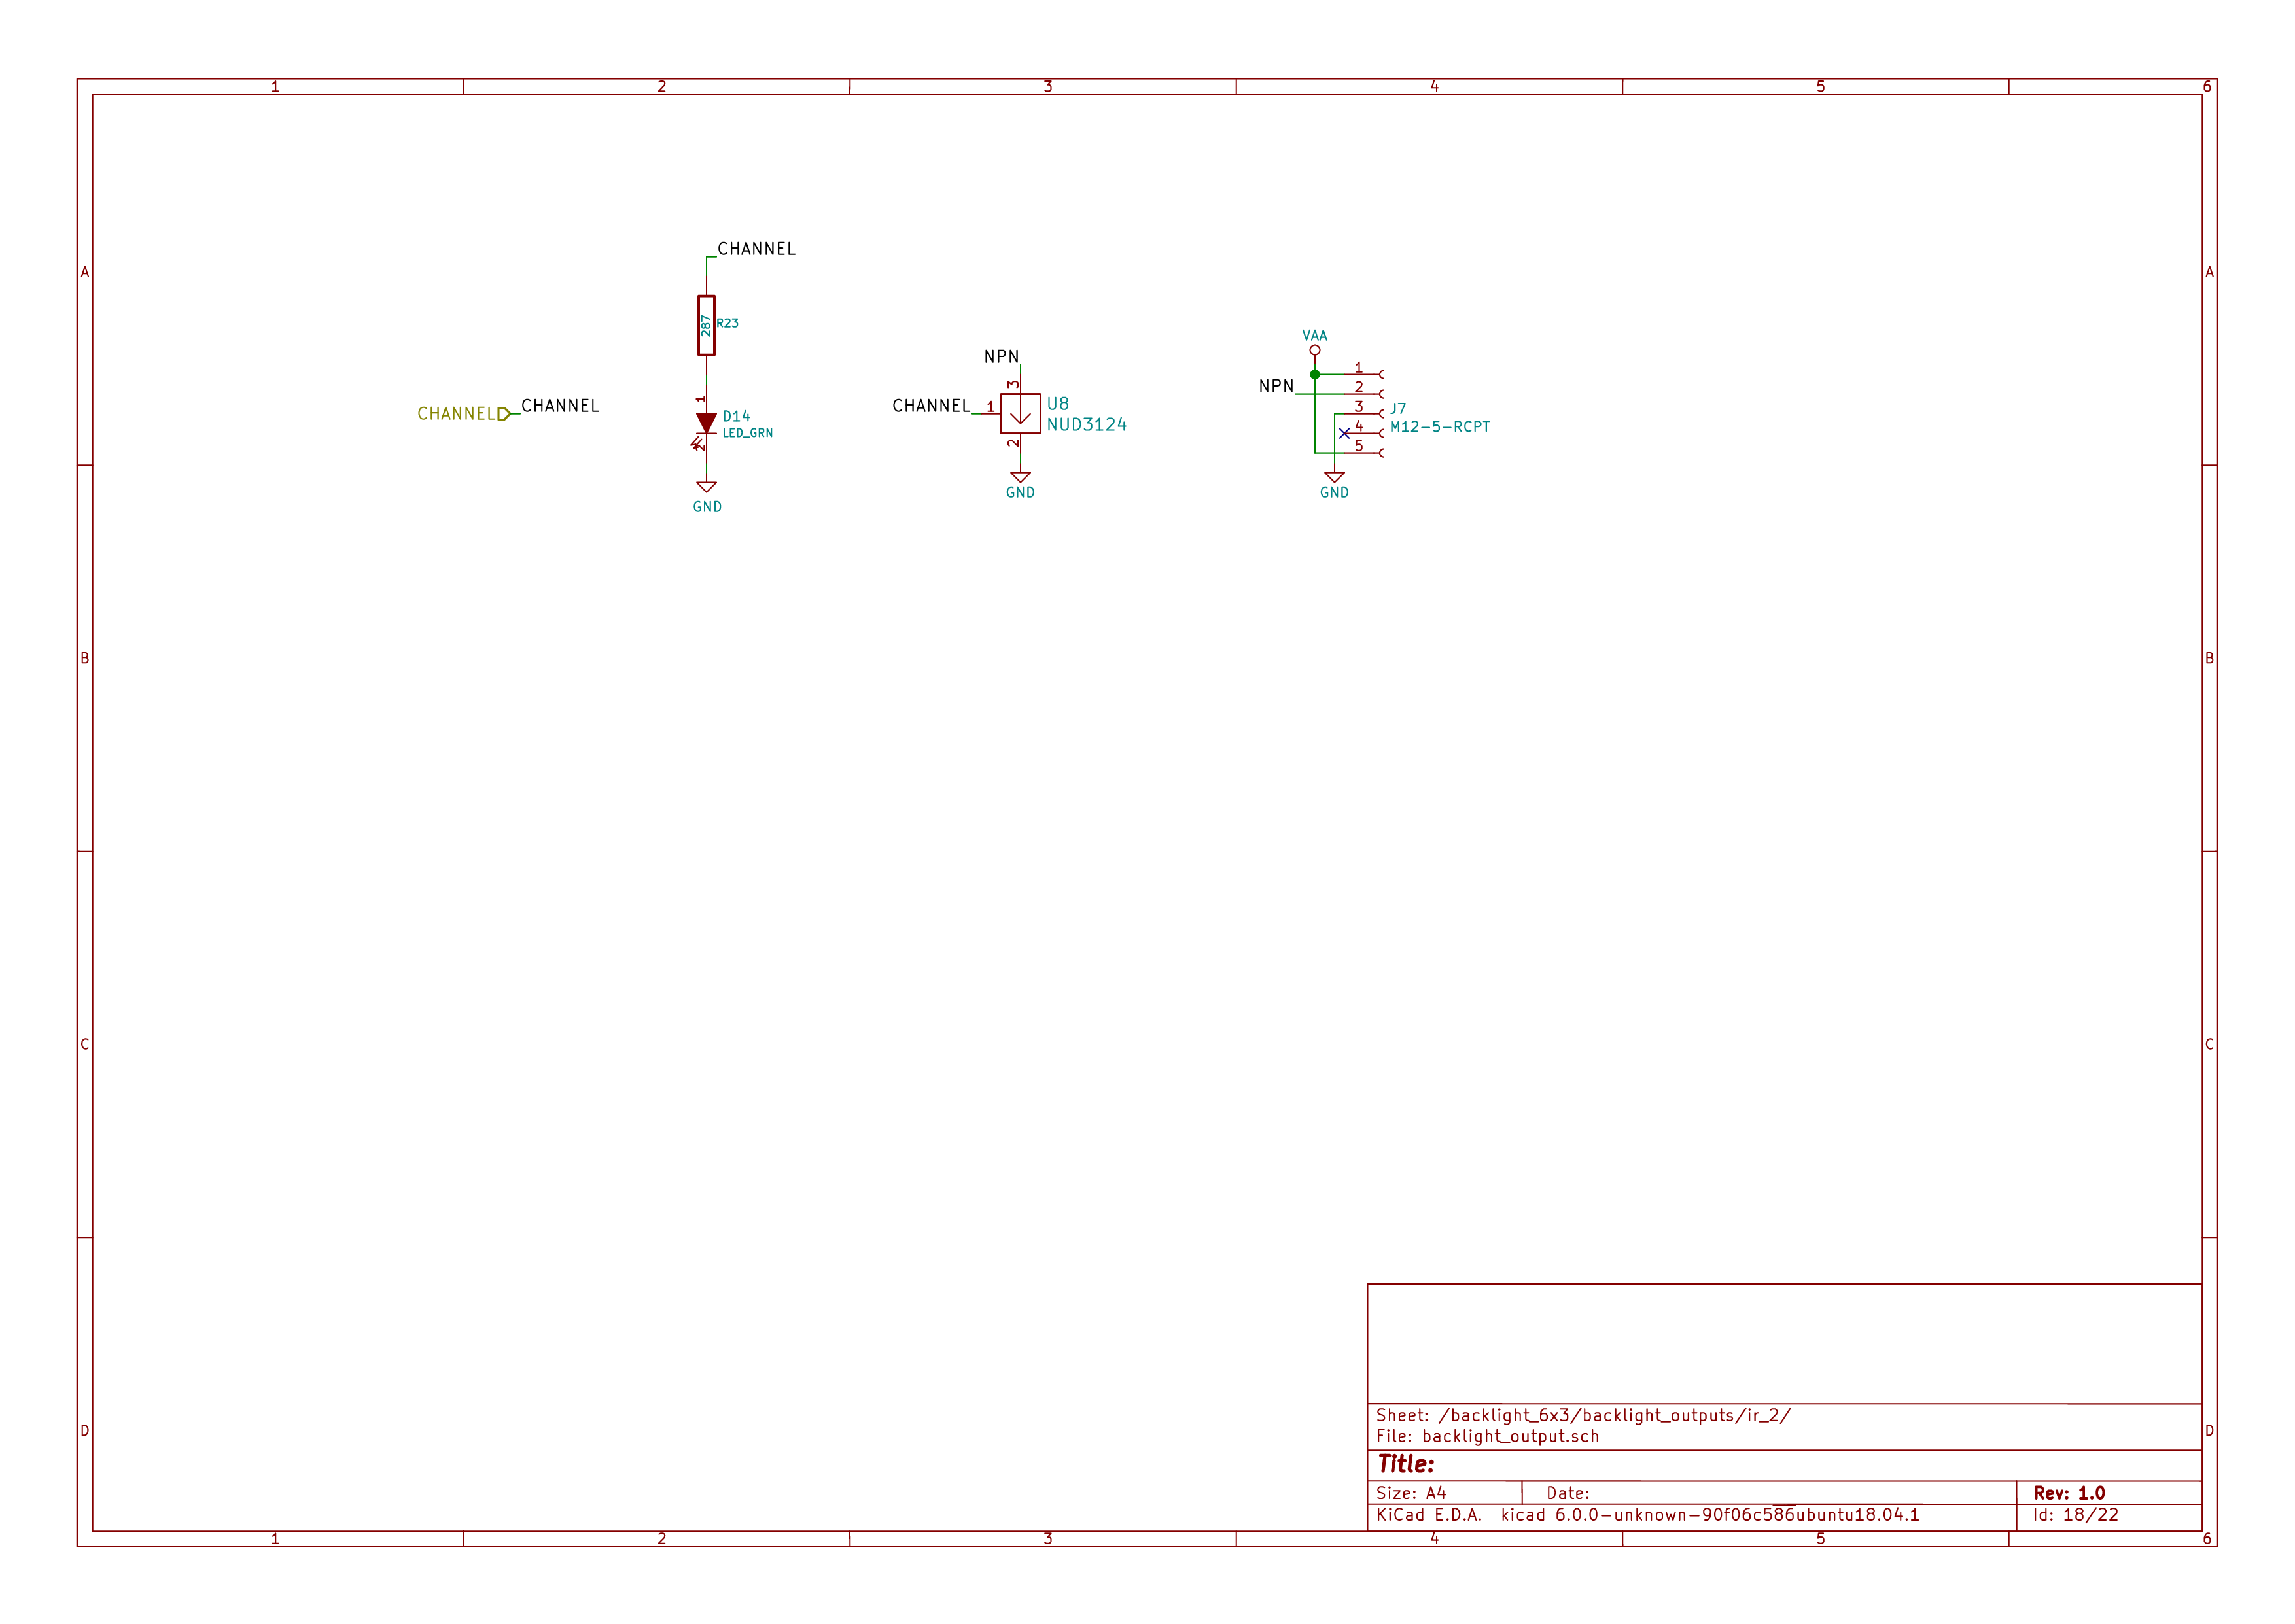 1 2 3 4 5 6
A A
CHANNEL
287 R23
VAA
NPN
1
3
NPN
2
CHANNEL CHANNEL
1
D14
LED_GRN
2
CHANNEL 1
U8
NUD3124
2
3
J7
4
M12-5-RCPT
5
GND
GND
GND
B B
C C
Sheet: /backlight_6x3/backlight_outputs/ir_2/
File: backlight_output.sch
D D
Title:
Size: A4 Date: Rev: 1.0
KiCad E.D.A. kicad 6.0.0-unknown-90f06c586ubuntu18.04.1 Id: 18/22
1 2 3 4 5 6